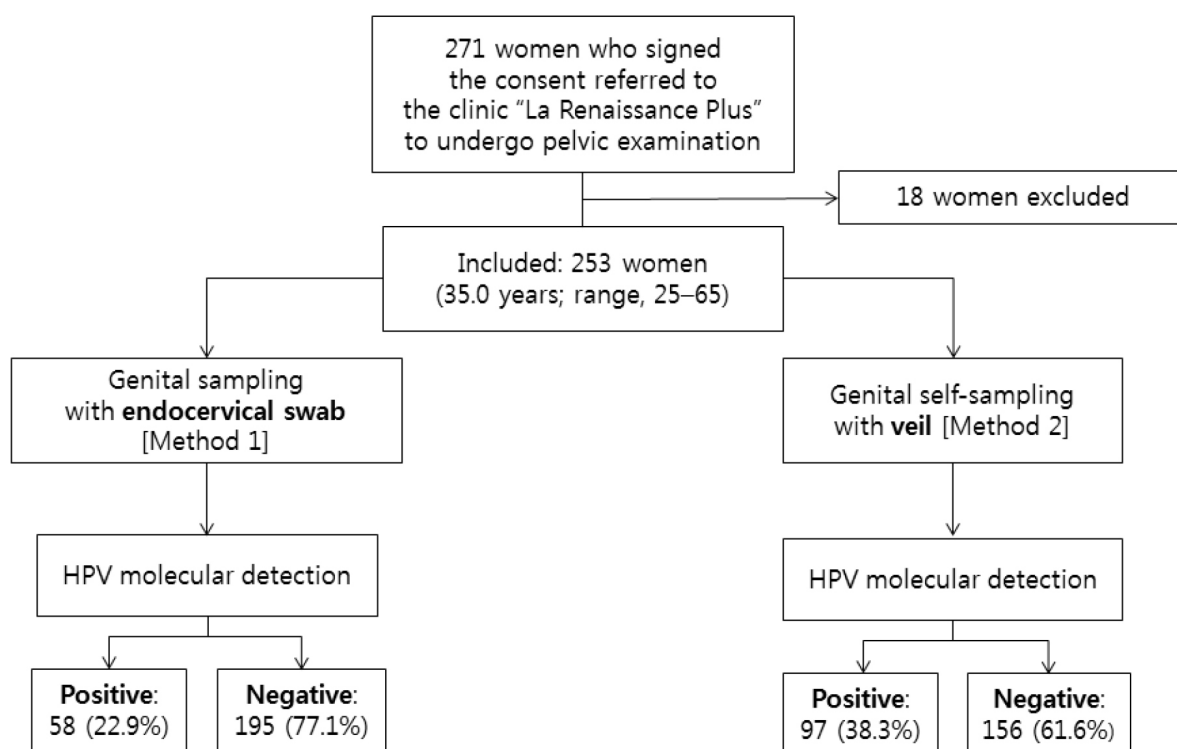 271 women who signed
the consent referred to
the clinic “La Renaissance Plus”
to undergo pelvic examination
18 women excluded
Included: 253 women
(35.0 years; range, 25–65)
Genital sampling
with endocervical swab
[Method 1]
Genital self-sampling
with veil [Method 2]
HPV molecular detection
HPV molecular detection
Positive:
58 (22.9%)
Negative:
195 (77.1%)
Positive:
97 (38.3%)
Negative:
156 (61.6%)